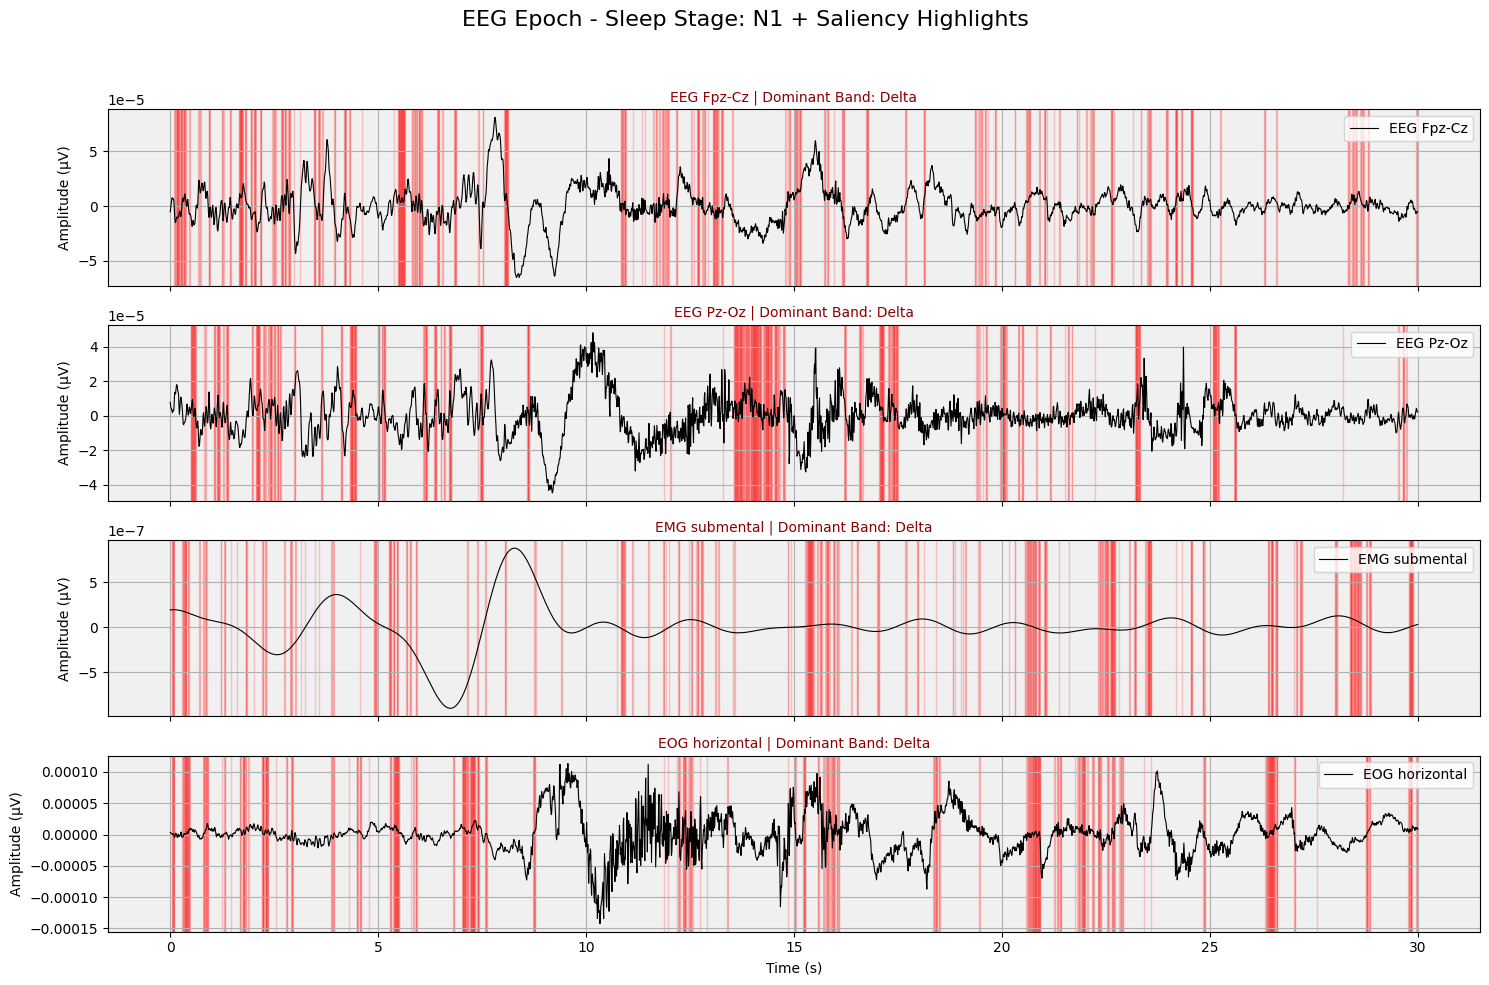 EEG Epoch - Sleep Stage: N1 + Saliency Highlights
EEG Fpz-Cz | Dominant Band: Delta
1e−5
Amplitude (µV)
5
0
−5
EEG Fpz-Cz
EEG Pz-Oz | Dominant Band: Delta
1e−5
Amplitude (µV)
4
2
0
−2
−4
EEG Pz-Oz
EMG submental | Dominant Band: Delta
1e−7
Amplitude (µV)
5
0
−5
EMG submental
EOG horizontal | Dominant Band: Delta
Amplitude (µV)
0.00010
0.00005
0.00000
−0.00005
−0.00010
−0.00015
EOG horizontal
0 5 10 15 20 25 30
Time (s)